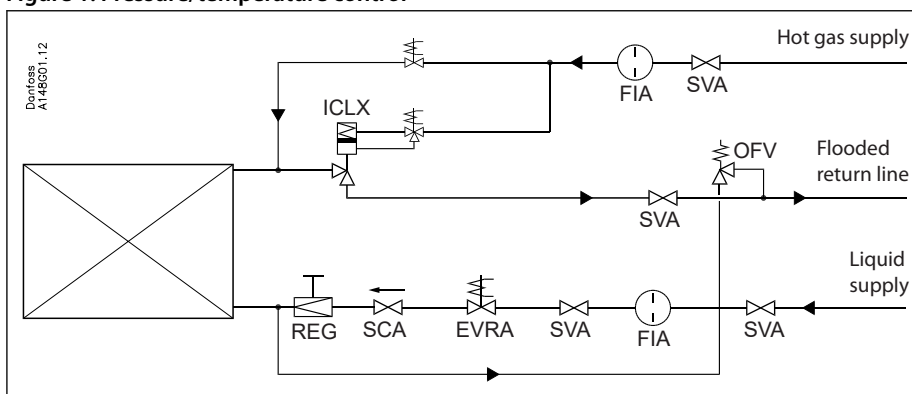 Figure 1: Pressure/temperature control
Danfoss
A148G01.12
Hot gas supply
FIA
SVA
ICLX
OFV
Flooded
return line
SVA
Liquid
supply
REG
SCA
EVRA
SVA
FIA
SVA